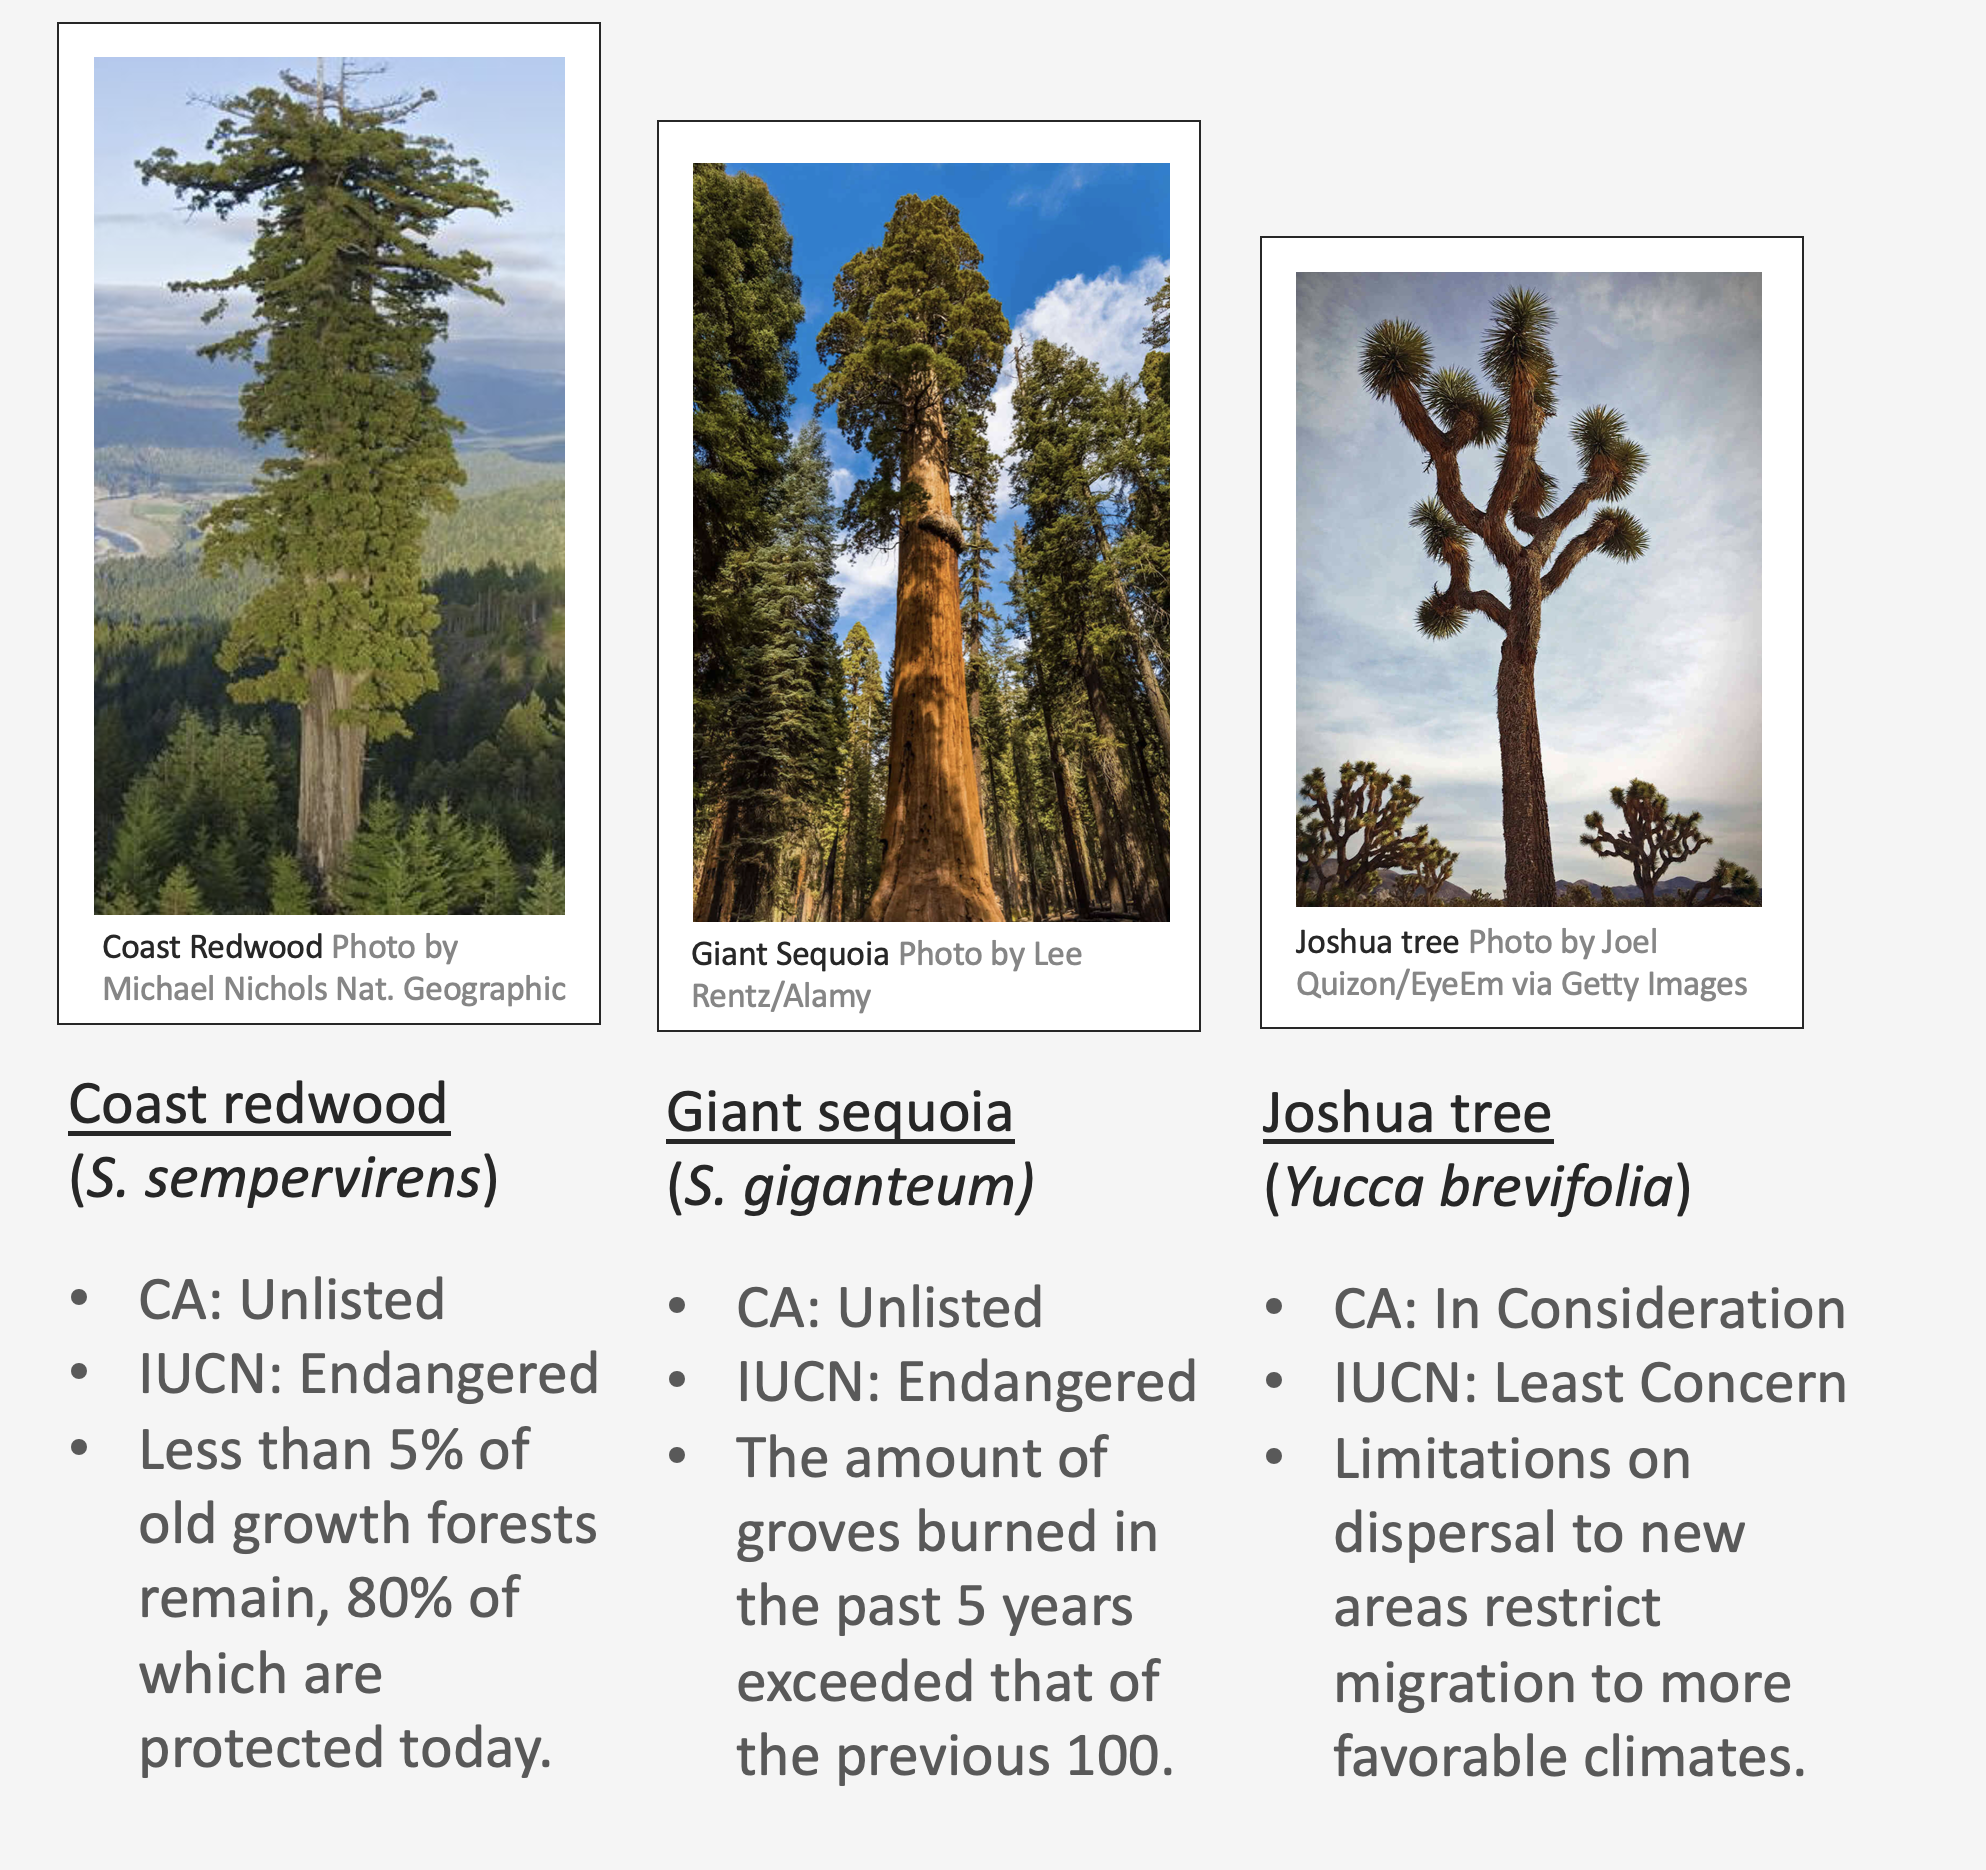 Coast Redwood Photo by
Michael Nichols Nat. Geographic
Giant Sequoia Photo by Lee
Rentz/Alamy
Joshua tree Photo by Joel
Quizon/EyeEm via Getty Images
Coast redwood
(S. sempervirens)
• CA: Unlisted
• IUCN: Endangered
• Less than 5% of
old growth forests
remain, 80% of
which are
protected today.
Giant sequoia
(S. giganteum)
• CA: Unlisted
• IUCN: Endangered
• The amount of
groves burned in
the past 5 years
exceeded that of
the previous 100.
Joshua tree
(Yucca brevifolia)
• CA: In Consideration
• IUCN: Least Concern
• Limitations on
dispersal to new
areas restrict
migration to more
favorable climates.